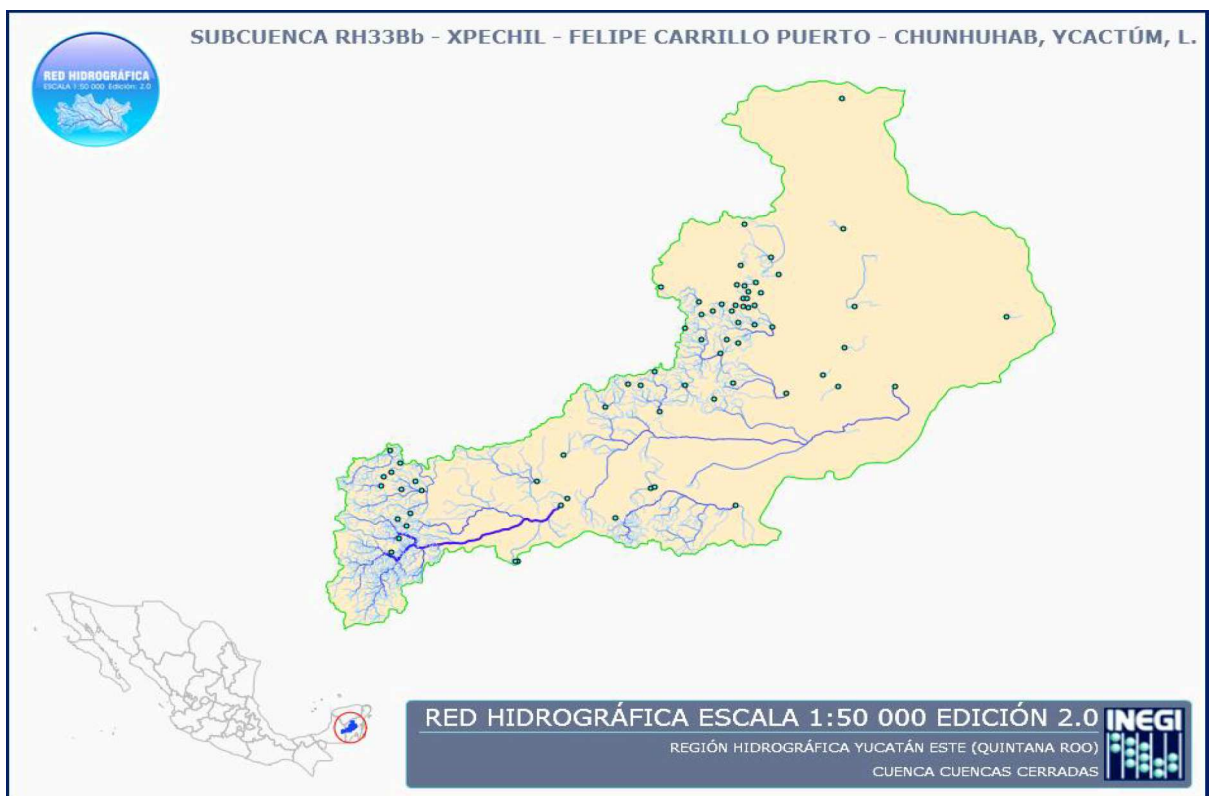 SUBCUENCA RH33Bb - XPECHIL - FELIPE CARRILLO PUERTO - CHUNHUHAB, YCACTÚM, L.
RED HIDROGRÁFICA
ESCALA 1:50 000 Edición: 2.0
RED HIDROGRÁFICA ESCALA 1:50 000 EDICIÓN 2.0
INEGI
REGIÓN HIDROGRÁFICA YUCATÁN ESTE (QUINTANA ROO)
CUENCA CUENCAS CERRADAS